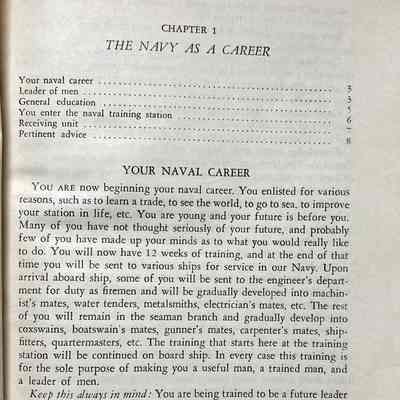 CHAPTER 1
THE NAVY AS A CAREER
Your naval career ........................................ 3
Leader of men ........................................ 3
General education ........................................ 5
You enter the naval training station ........................................ 6
Receiving unit ........................................ 7
Pertinent advice ........................................ 8
YOUR NAVAL CAREER
YOU ARE now beginning your naval career. You enlisted for various
reasons, such as to learn a trade, to see the world, to go to sea, to improve
your station in life, etc. You are young and your future is before you.
Many of you have not thought seriously of your future, and probably
few of you have made up your minds as to what you would really like
to do. You will now have 12 weeks of training, and at the end of that
time you will be sent to various ships for service in our Navy. Upon
arrival aboard ship, some of you will be sent to the engineer's depart-
ment for duty as firemen and will be gradually developed into machin-
ist's mates, water tenders, metalsmiths, electrician's mates, etc. The rest
of you will remain in the seaman branch and gradually develop into
coxswains, boatswain's mates, gunner's mates, carpenter's mates, ship-
fitters, quartermasters, etc. The training that starts here at the training
station will be continued on board ship. In every case this training is
for the sole purpose of making you a useful man, a trained man, and
a leader of men.
Keep this always in mind: You are being trained to be a future leader